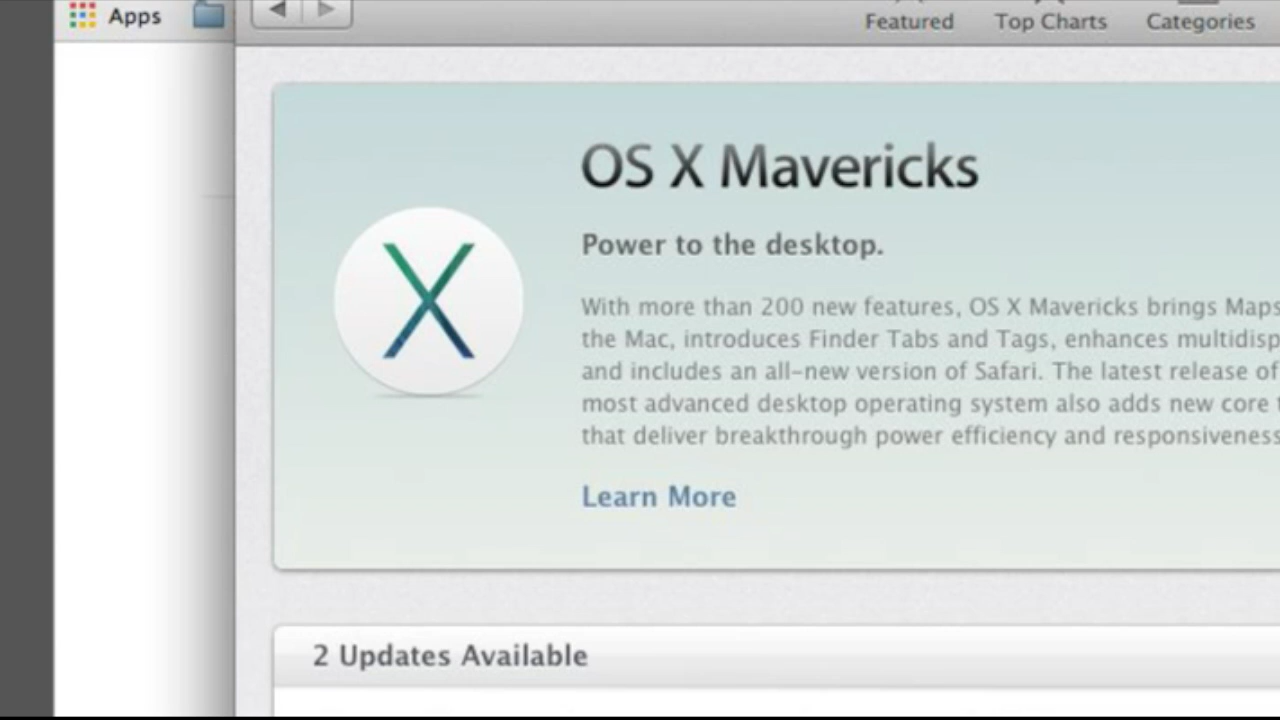 Apps
Featured Top Charts Categories
OS X Mavericks
Power to the desktop.
With more than 200 new features, OS X Mavericks brings Maps
the Mac, introduces Finder Tabs and Tags, enhances multidisp
and includes an all-new version of Safari. The latest release of
most advanced desktop operating system also adds new core
that deliver breakthrough power efficiency and responsiveness
Learn More
2 Updates Available